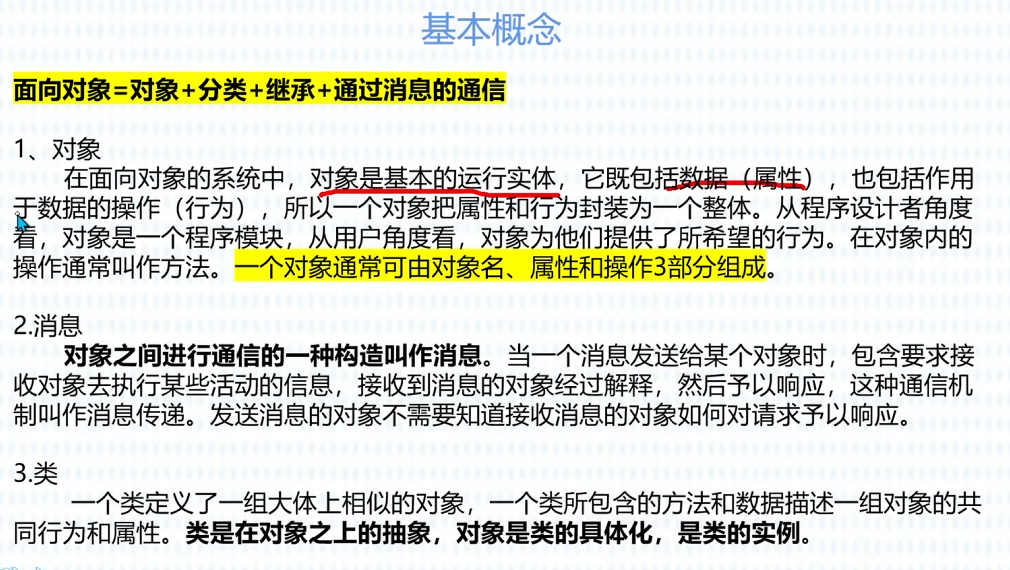 基本概念
面向对象=对象+分类+继承+通过消息的通信
1、对象
在面向对象的系统中，对象是基本的运行实体，它既包括数据（属性），也包括作用
于数据的操作（行为），所以一个对象把属性和行为封装为一个整体。从程序设计者角度
看，对象是一个程序模块，从用户角度看，对象为他们提供了所希望的行为。在对象内的
操作通常叫作方法。一个对象通常可由对象名、属性和操作3部分组成。
2.消息
对象之间进行通信的一种构造叫作消息。当一个消息发送给某个对象时，包含要求接
收对象去执行某些活动的信息，接收到消息的对象经过解释，然后予以响应，这种通信机
制叫作消息传递。发送消息的对象不需要知道接收消息的对象如何对请求予以响应。
3.类
一个类定义了一组大体上相似的对象，一个类所包含的方法和数据描述一组对象的共
同行为和属性。类是在对象之上的抽象，对象是类的具体化，是类的实例。